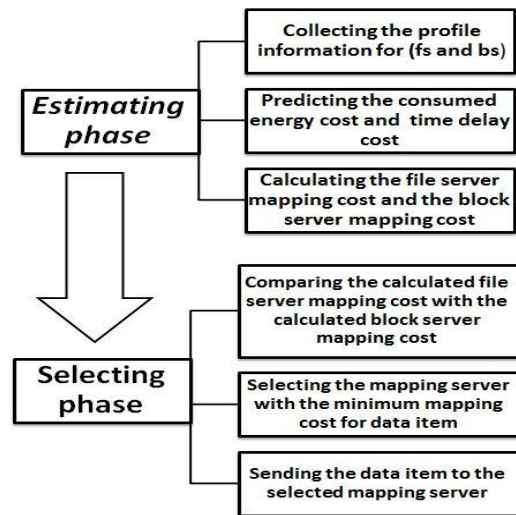 Collecting the profile
information for (fs and bs)
Estimating
phase
Predicting the consumed
energy cost and time delay
cost
Calculating the file server
mapping cost and the block
server mapping cost
Selecting
phase
Comparing the calculated file
server mapping cost with the
calculated block server
mapping cost
Selecting the mapping server
with the minimum mapping
cost for data item
Sending the data item to the
selected mapping server